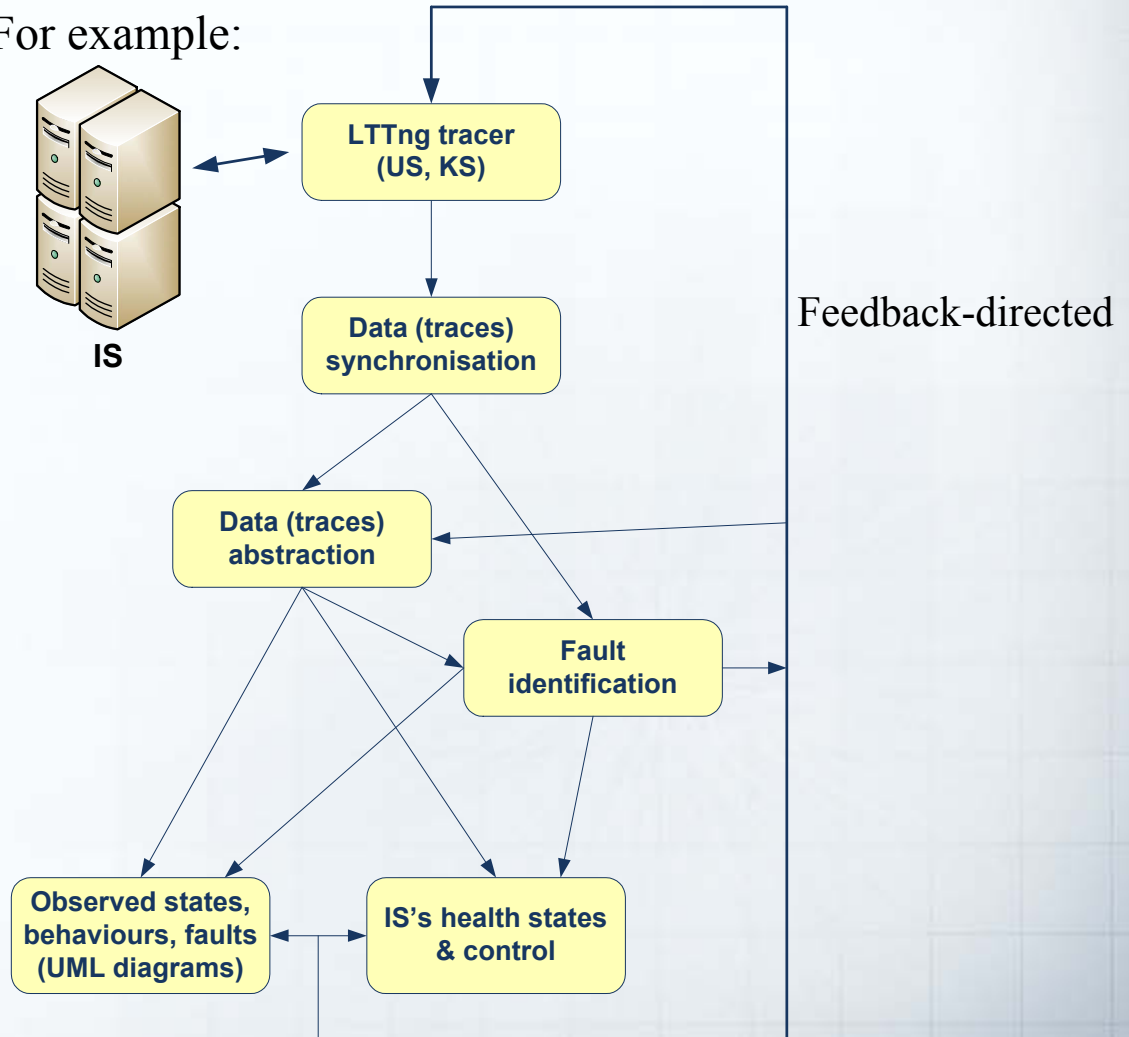 For example:
LTTng tracer
(US, KS)
IS
Data (traces)
synchronisation
Feedback-directed
Data (traces)
abstraction
Fault
identification
Observed states,
behaviours, faults
(UML diagrams)
IS's health states
& control